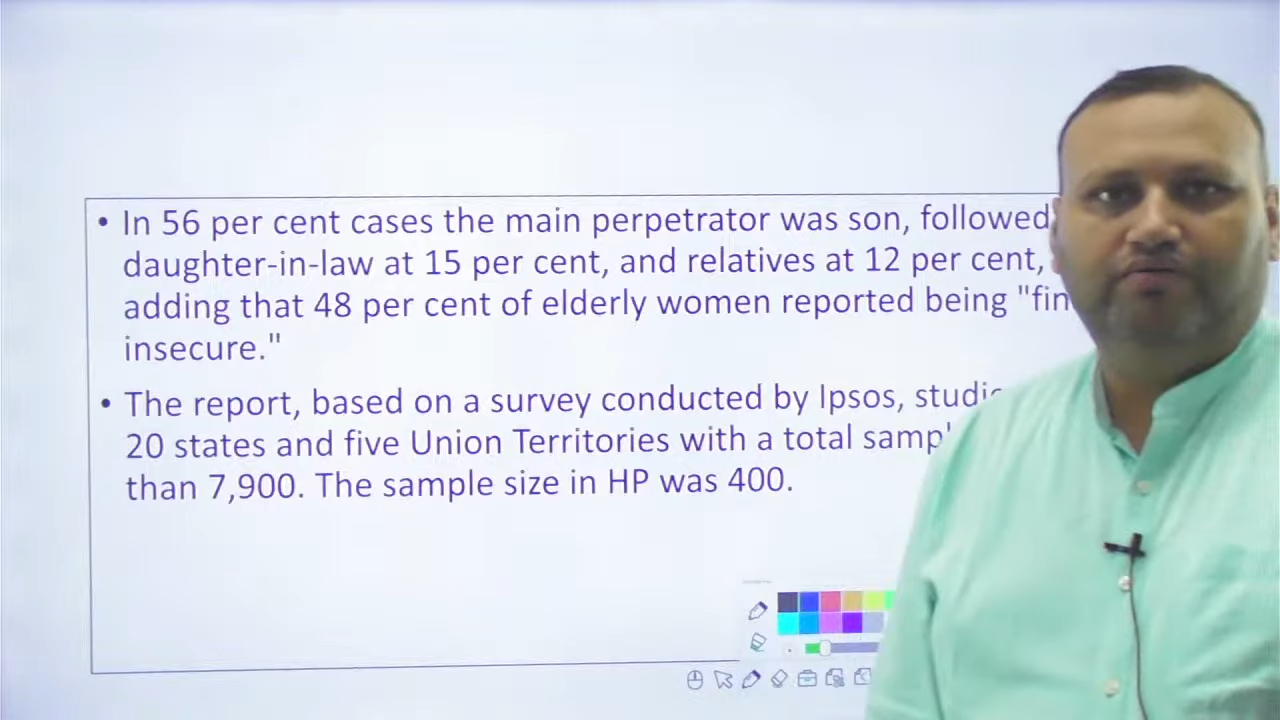 • In 56 per cent cases the main perpetrator was son, followed
daughter-in-law at 15 per cent, and relatives at 12 per cent,
adding that 48 per cent of elderly women reported being "fin
insecure."
• The report, based on a survey conducted by Ipsos,
20 states and five Union Territories with a total
than 7,900. The sample size in HP was 400.